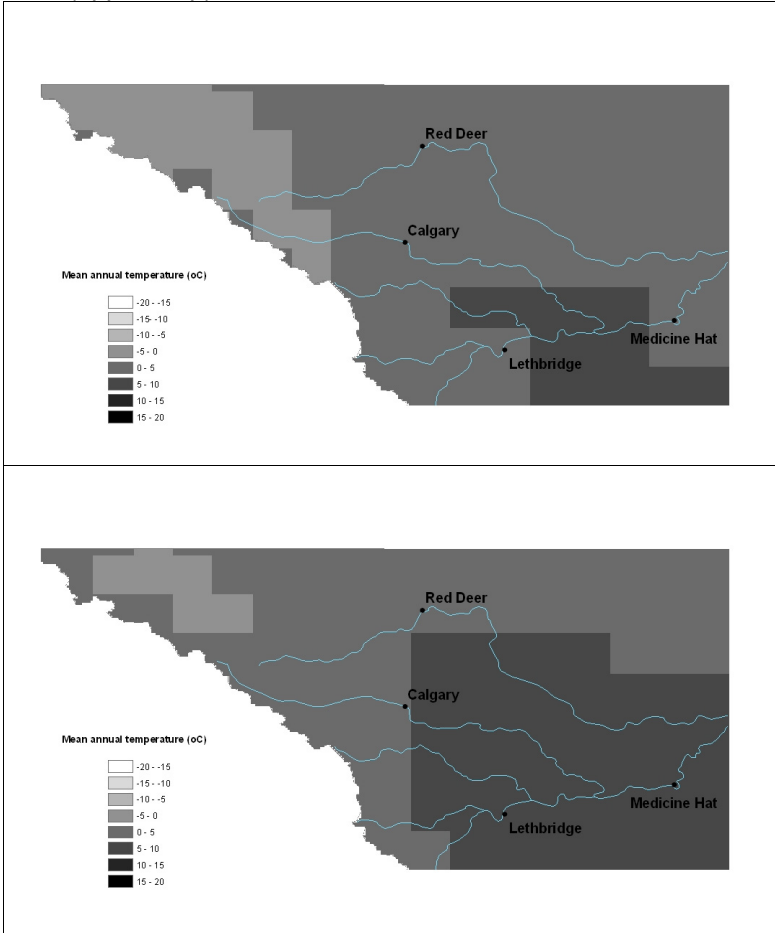 Red Deer
Calgary
Mean annual temperature (oC)
-20 - -15
-15- -10
-10 - -5
-5 - 0
0 - 5
5 - 10
10 - 15
15 - 20
Medicine Hat
Lethbridge
Red Deer
Calgary
Mean annual temperature (oC)
-20 - -15
-15 - -10
-10 - -5
-5 - 0
0 - 5
5 - 10
10 - 15
15 - 20
Medicine Hat
Lethbridge